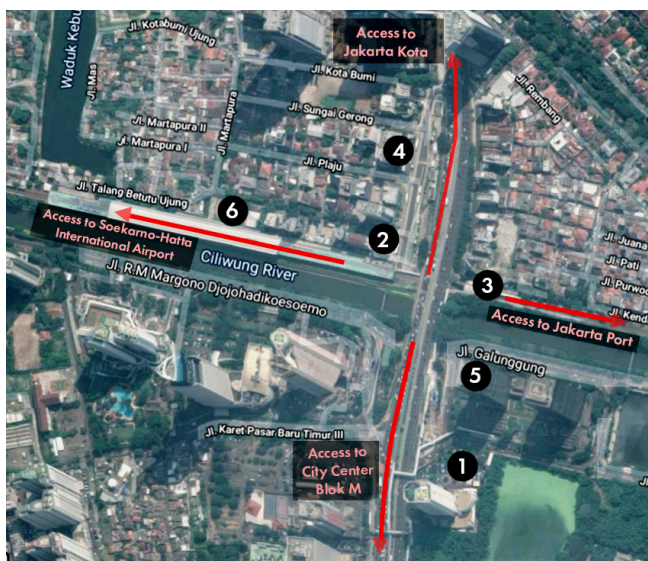 Jl. Kotabumi Ujung
Waduk Kebu
Jl. Mas
Access to
Jakarta Kota
Jl. Kota Bumi
Jl. Rembang
Jl. Sungai Gerong
Jl. Martapura II
Jl. Martapura
Jl. Martapura I
4
Jl. Plaju
Jl. Talang Betutu Ujung
6
2
Access to Soekarno-Hatta
International Airport
Ciliwung River
Jl. R.M Margono Djojohadikoesoemo
Jl. Juana
Jl. Pati
Jl. Purwo
3
Jl. Kenda
Access to Jakarta Port
Jl. Galunggung
5
Jl. Karet Pasar Baru Timur III
Access to
City Center
Blok M
1